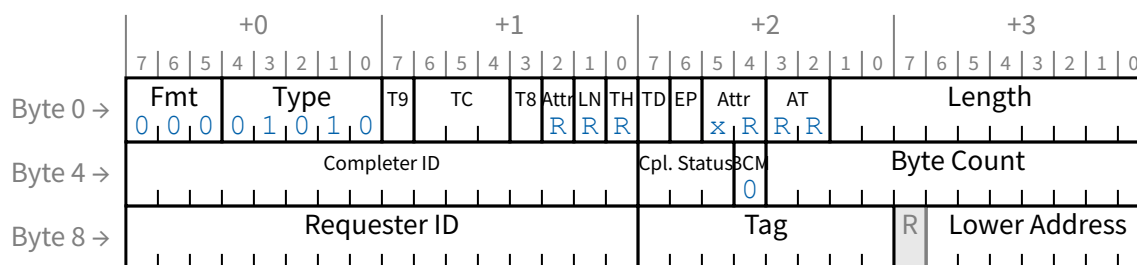 +0 +1 +2 +3
7 6 5 4 3 2 1 0 7 6 5 4 3 2 1 0 7 6 5 4 3 2 1 0 7 6 5 4 3 2 1 0
Byte 0 → Fmt Type T9 TC T8 Attr LN TH TD EP Attr AT Length
0 0 0 0 1 0 1 0 R R R x R R R
Byte 4 → Completer ID Cpl. Status BCM Byte Count
0
Byte 8 → Requester ID Tag R Lower Address